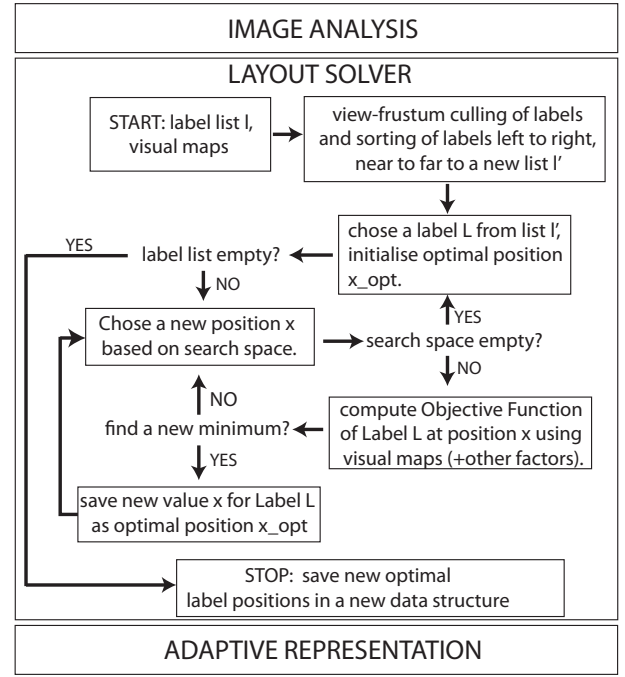 IMAGE ANALYSIS
LAYOUT SOLVER
START: label list l,
visual maps
view-frustum culling of labels
and sorting of labels left to right,
near to far to a new list l'
chose a label L from list l',
initialise optimal position
x_opt.
YES
label list empty?
NO
Chose a new position x
based on search space.
YES
search space empty?
NO
NO
compute Objective Function
of Label L at position x using
visual maps (+other factors).
find a new minimum?
YES
save new value x for Label L
as optimal position x_opt
STOP: save new optimal
label positions in a new data structure
ADAPTIVE REPRESENTATION